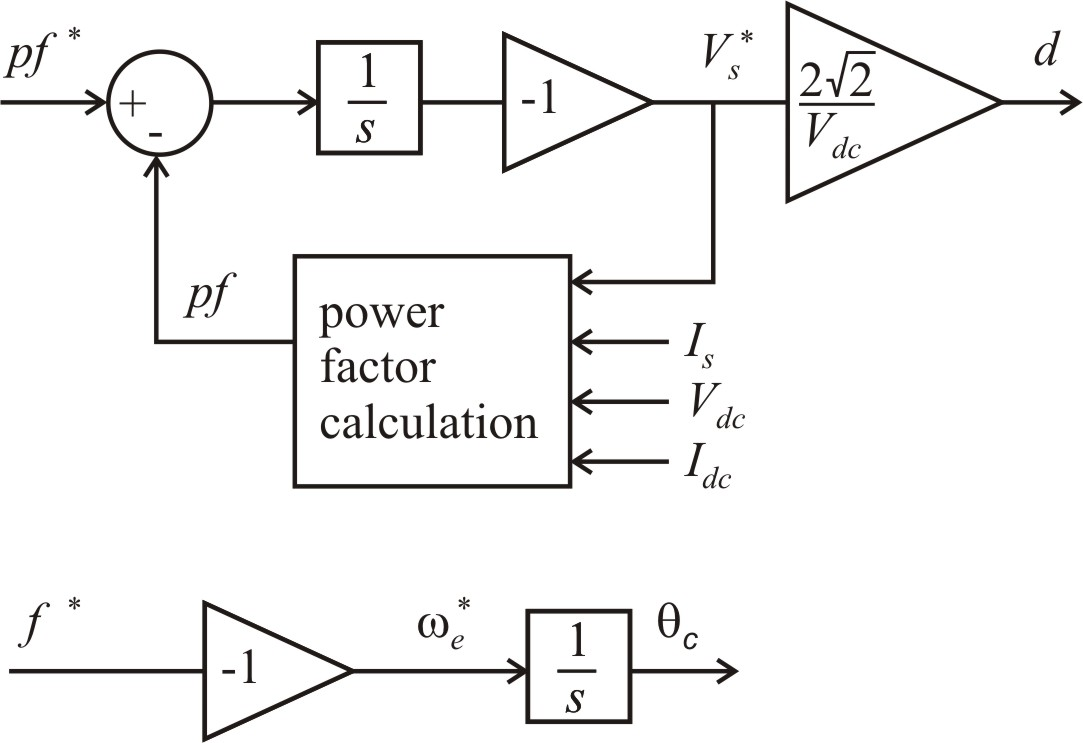 pf *
+
-
1
s
-1
V_s^*
2√2
V_dc
d
pf
power
factor
calculation
I_s
V_dc
I_dc
f *
-1
ω_e^*
1
s
θ_c